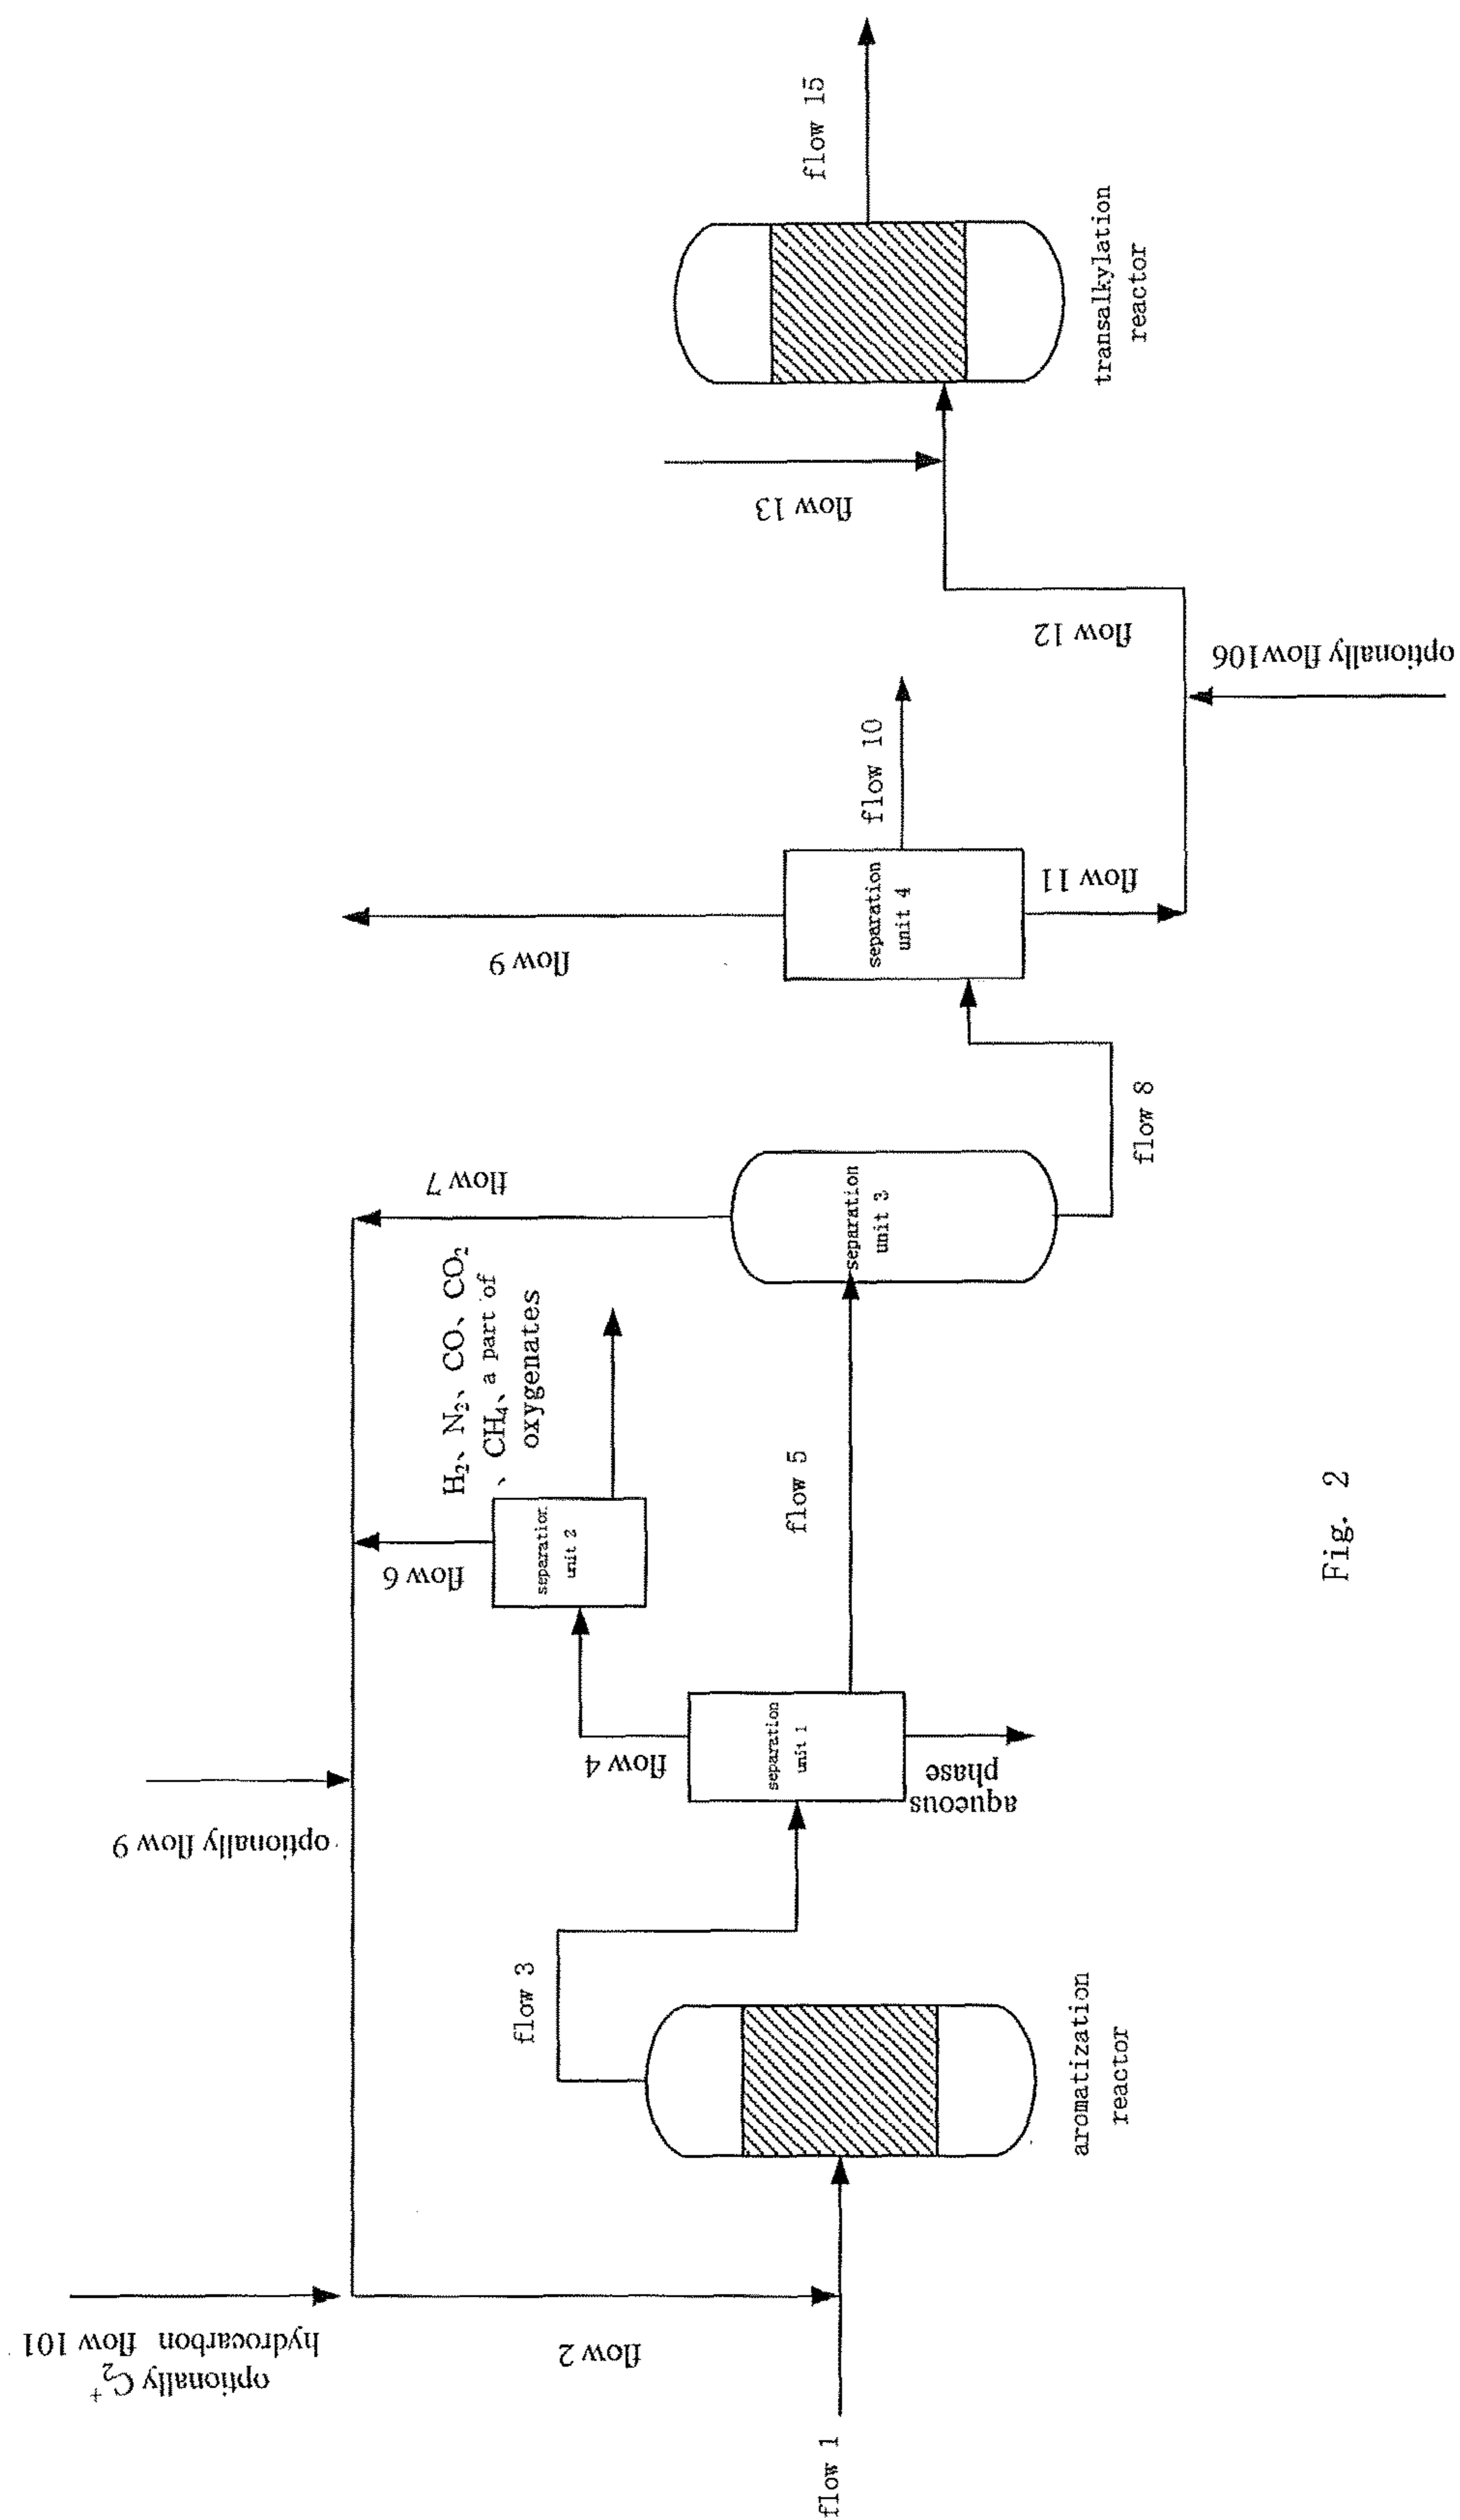 flow 1
optionally C₂⁺
hydrocarbon flow 101
flow 2
aromatization
reactor
flow 3
optionally flow 9
aqueous
phase
separation
unit 1
flow 4
flow 5
separation
unit 2
flow 6
H₂、N₂、CO、CO₂
、CH₄、a part of
oxygenates
flow 7
separation
unit 3
flow 8
separation
unit 4
flow 9
flow 10
flow 11
optionally flow106
flow 12
flow 13
transalkylation
reactor
flow 15
Fig. 2